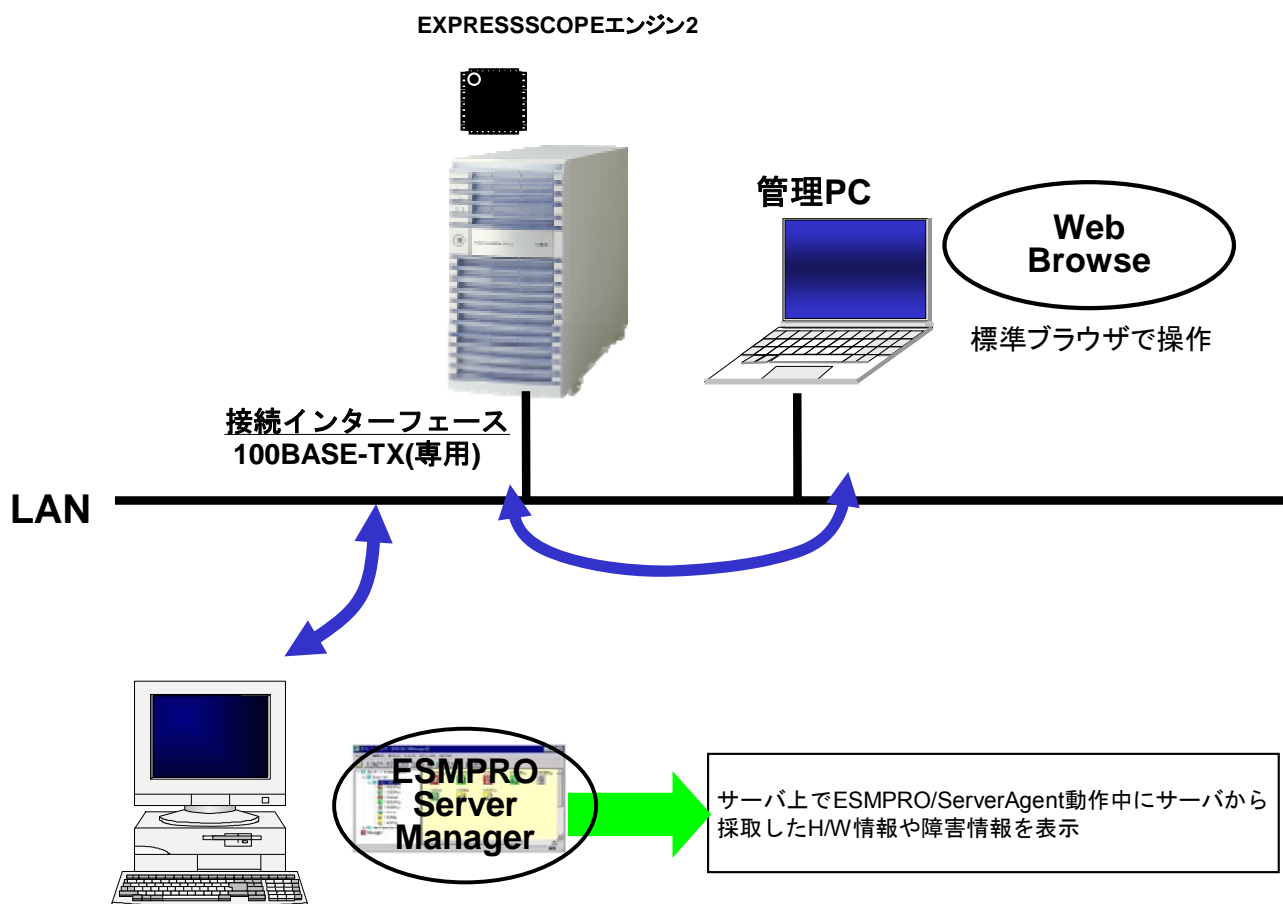 EXPRESSSCOPEエンジン2
管理PC
Web
Browse
標準ブラウザで操作
接続インターフェース
100BASE-TX(専用)
LAN
ESMPRO
Server
Manager
サーバ上でESMPRO/ServerAgent動作中にサーバから
採取したH/W情報や障害情報を表示